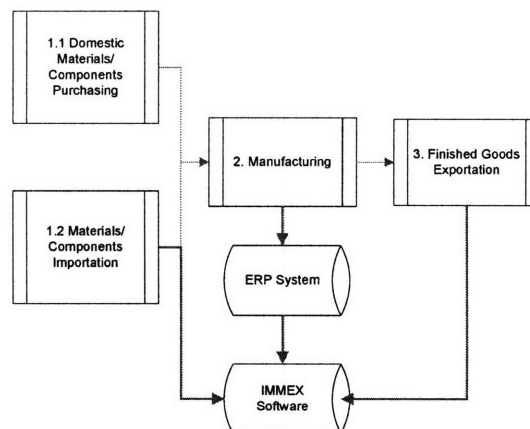 1.1 Domestic
Materials/
Components
Purchasing
2. Manufacturing
3. Finished Goods
Exportation
1.2 Materials/
Components
Importation
ERP System
IMMEX
Software